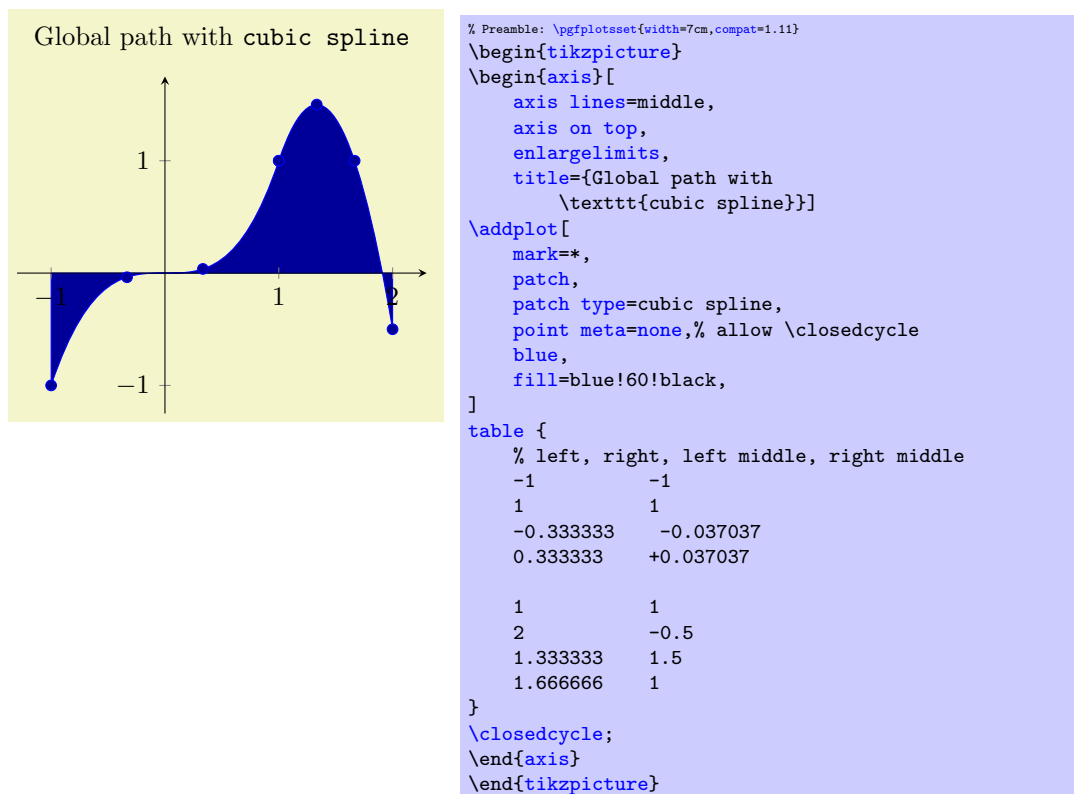 Global path with cubic spline
1
−1
1
2
−1
% Preamble: \pgfplotsset{width=7cm,compat=1.11}
\begin{tikzpicture}
\begin{axis}[
    axis lines=middle,
    axis on top,
    enlargelimits,
    title={Global path with
        \texttt{cubic spline}}]
\addplot[
    mark=*,
    patch,
    patch type=cubic spline,
    point meta=none,% allow \closedcycle
    blue,
    fill=blue!60!black,
]
table {
    % left, right, left middle, right middle
    -1          -1
    1           1
    -0.333333    -0.037037
    0.333333    +0.037037

    1           1
    2           -0.5
    1.333333    1.5
    1.666666    1
}
\closedcycle;
\end{axis}
\end{tikzpicture}